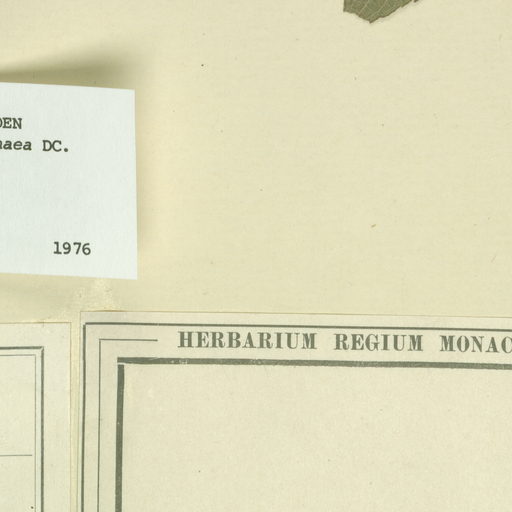 DEN
naea DC.
1976
HERBARIUM REGIUM MONAC